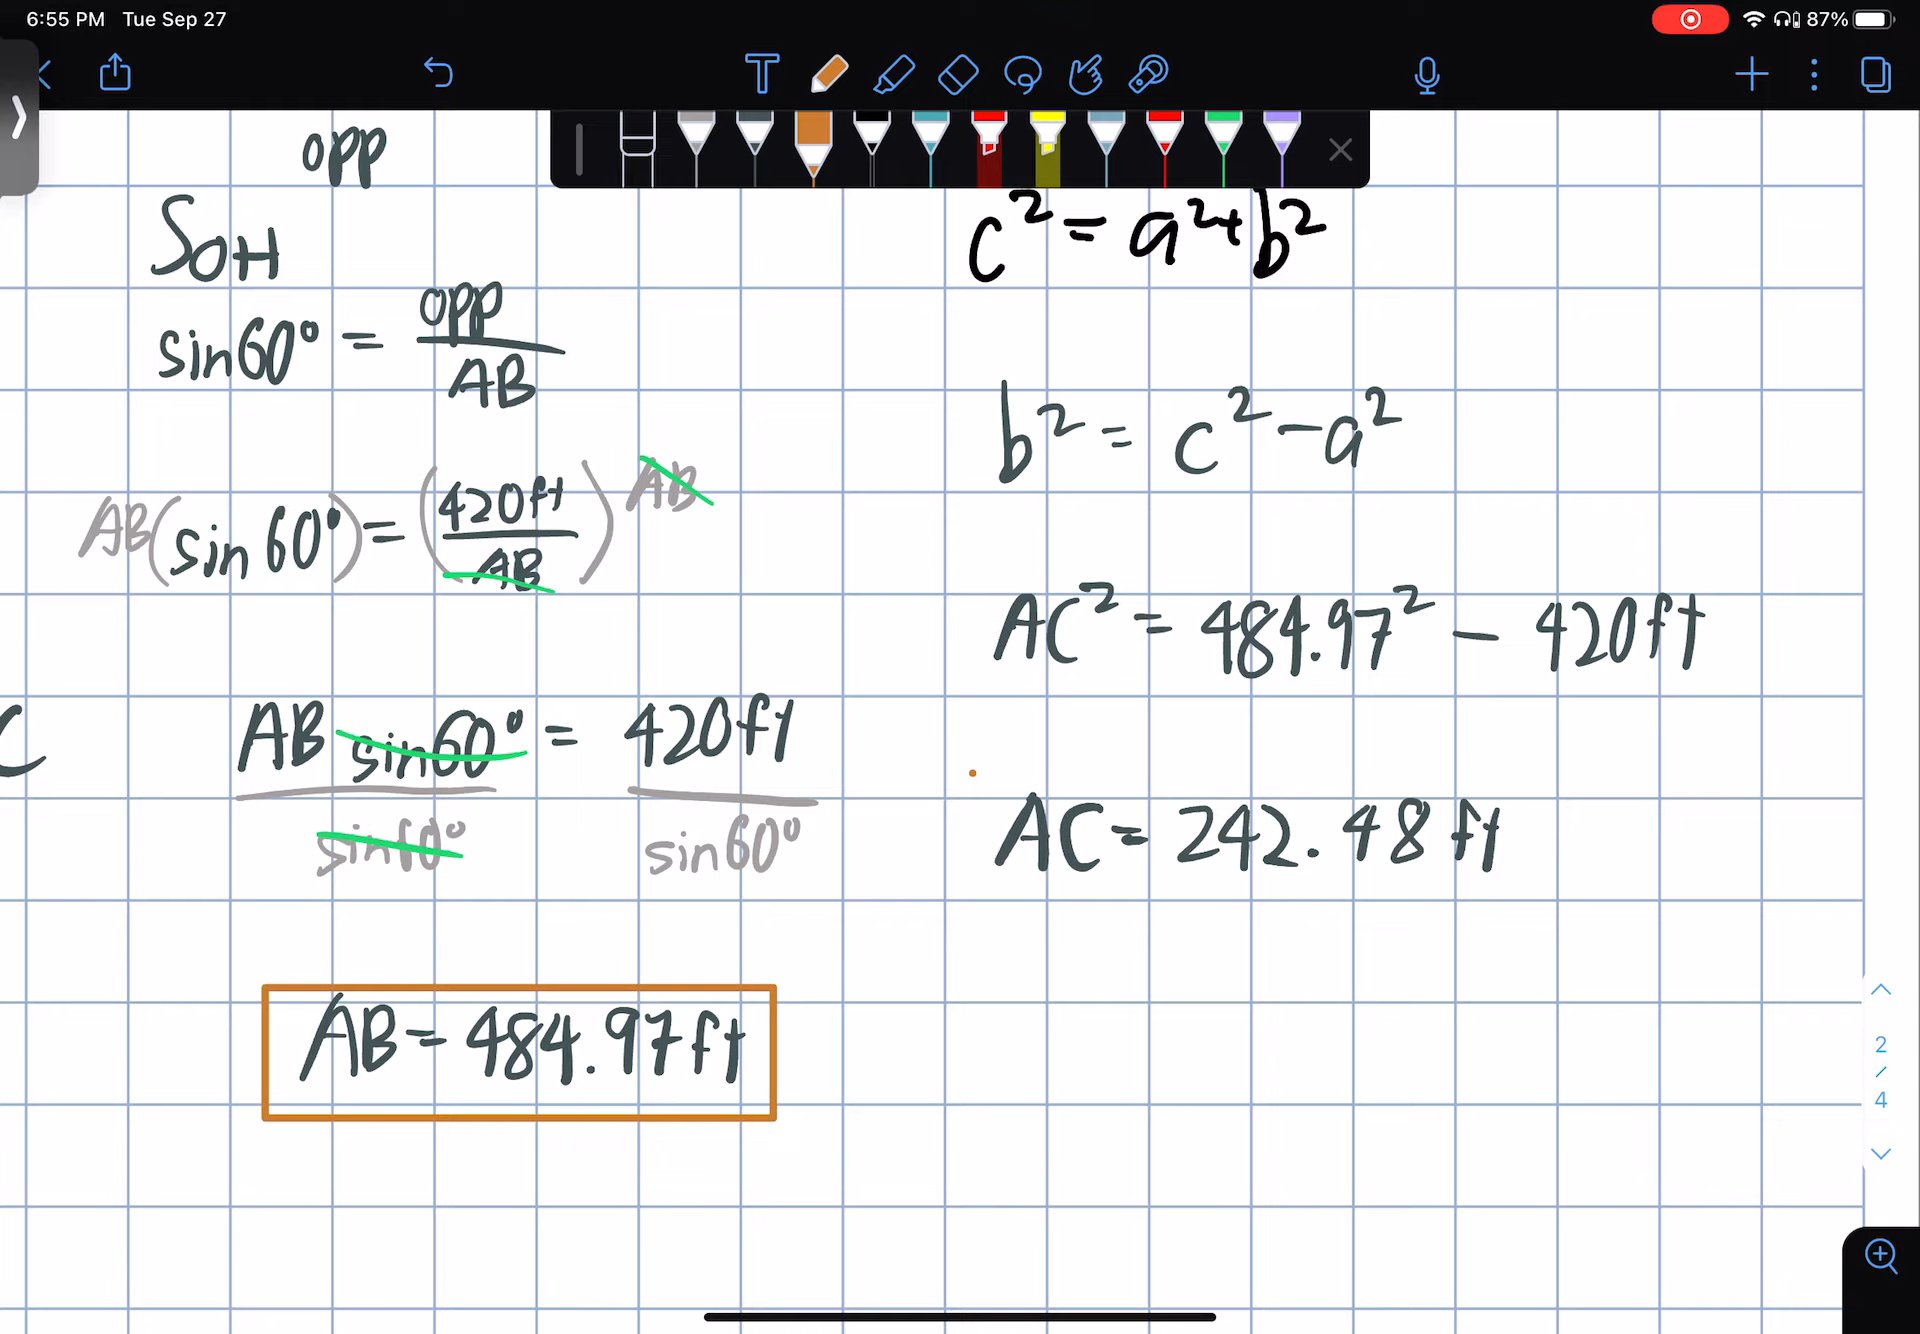 6:55 PM Tue Sep 27
87%
T
opp
SOH
sin60° = opp / AB
AB(sin 60°) = (420ft / AB) AB
C
AB sin60° / sin60° = 420ft / sin60°
AB = 484.97ft
c² = a² + b²
b² = c² - a²
AC² = 484.97² - 420ft
AC = 242.48 ft
2
/
4